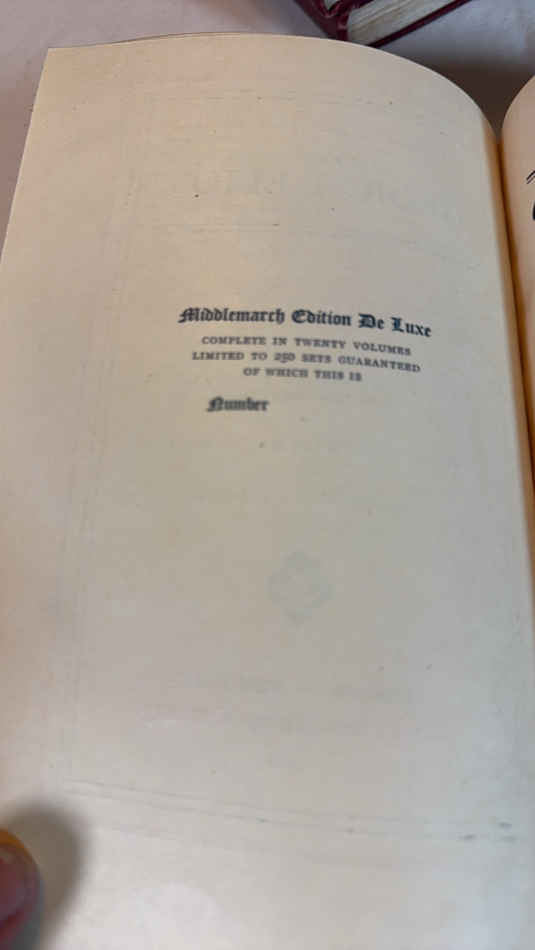 Middlemarch Edition De Luxe
COMPLETE IN TWENTY VOLUMES
LIMITED TO 250 SETS GUARANTEED
OF WHICH THIS IS
Number